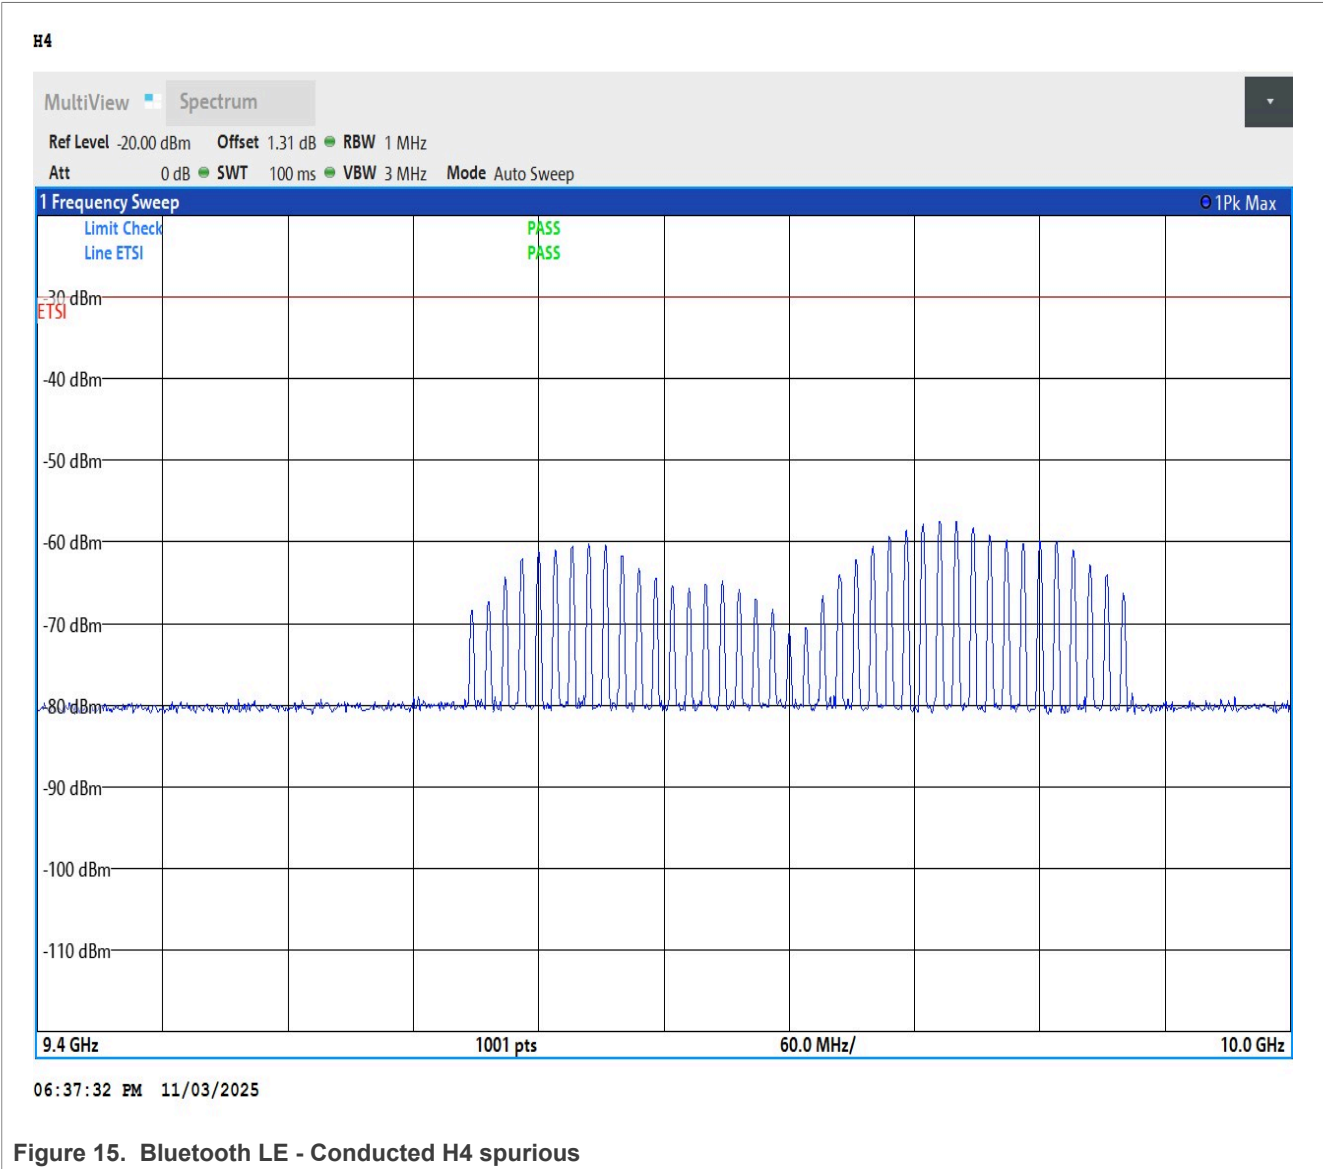 H4
MultiView Spectrum
Ref Level -20.00 dBm Offset 1.31 dB RBW 1 MHz
Att 0 dB SWT 100 ms VBW 3 MHz Mode Auto Sweep
1 Frequency Sweep 1Pk Max
Limit Check PASS
Line ETSI PASS
-30 dBm
ETSI
-40 dBm
-50 dBm
-60 dBm
-70 dBm
-80 dBm
-90 dBm
-100 dBm
-110 dBm
9.4 GHz 1001 pts 60.0 MHz/ 10.0 GHz
06:37:32 PM 11/03/2025
Figure 15. Bluetooth LE - Conducted H4 spurious